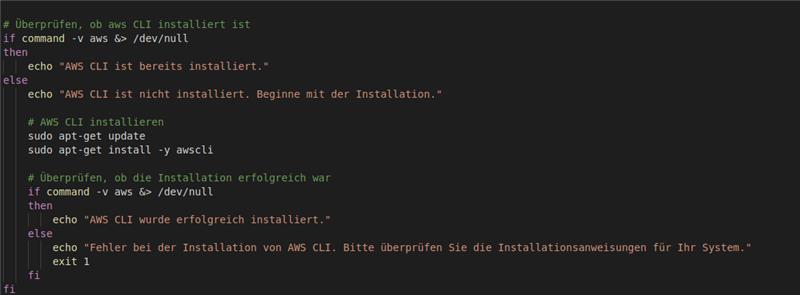 # Überprüfen, ob aws CLI installiert ist
if command -v aws &> /dev/null
then
echo "AWS CLI ist bereits installiert."
else
echo "AWS CLI ist nicht installiert. Beginne mit der Installation."
# AWS CLI installieren
sudo apt-get update
sudo apt-get install -y awscli
# Überprüfen, ob die Installation erfolgreich war
if command -v aws &> /dev/null
then
echo "AWS CLI wurde erfolgreich installiert."
else
echo "Fehler bei der Installation von AWS CLI. Bitte überprüfen Sie die Installationsanweisungen für Ihr System."
exit 1
fi
fi